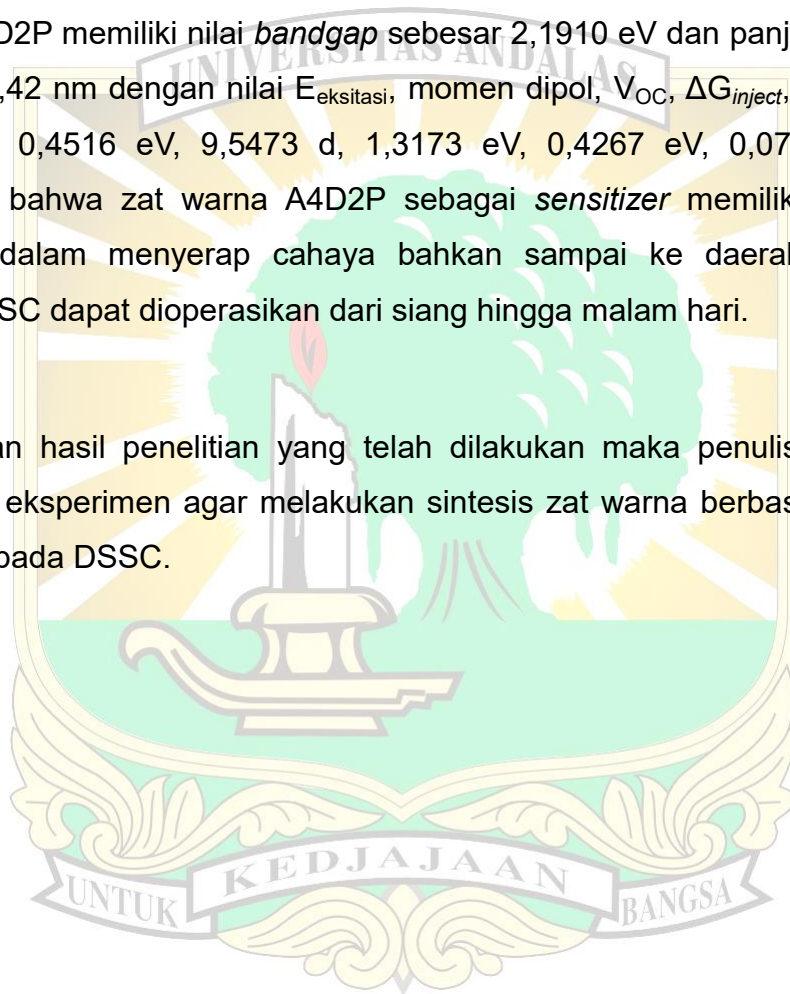 D2P memiliki nilai bandgap sebesar 2,1910 eV dan panj
,42 nm dengan nilai Eeksitasi, momen dipol, VOC, ΔGinject,
0,4516 eV, 9,5473 d, 1,3173 eV, 0,4267 eV, 0,07
bahwa zat warna A4D2P sebagai sensitizer memilik
dalam menyerap cahaya bahkan sampai ke daeral
SC dapat dioperasikan dari siang hingga malam hari.
an hasil penelitian yang telah dilakukan maka penulis
eksperimen agar melakukan sintesis zat warna berbas
pada DSSC.
UNIVERSITAS ANDALAS
UNTUK KEDJAJAAN BANGSA